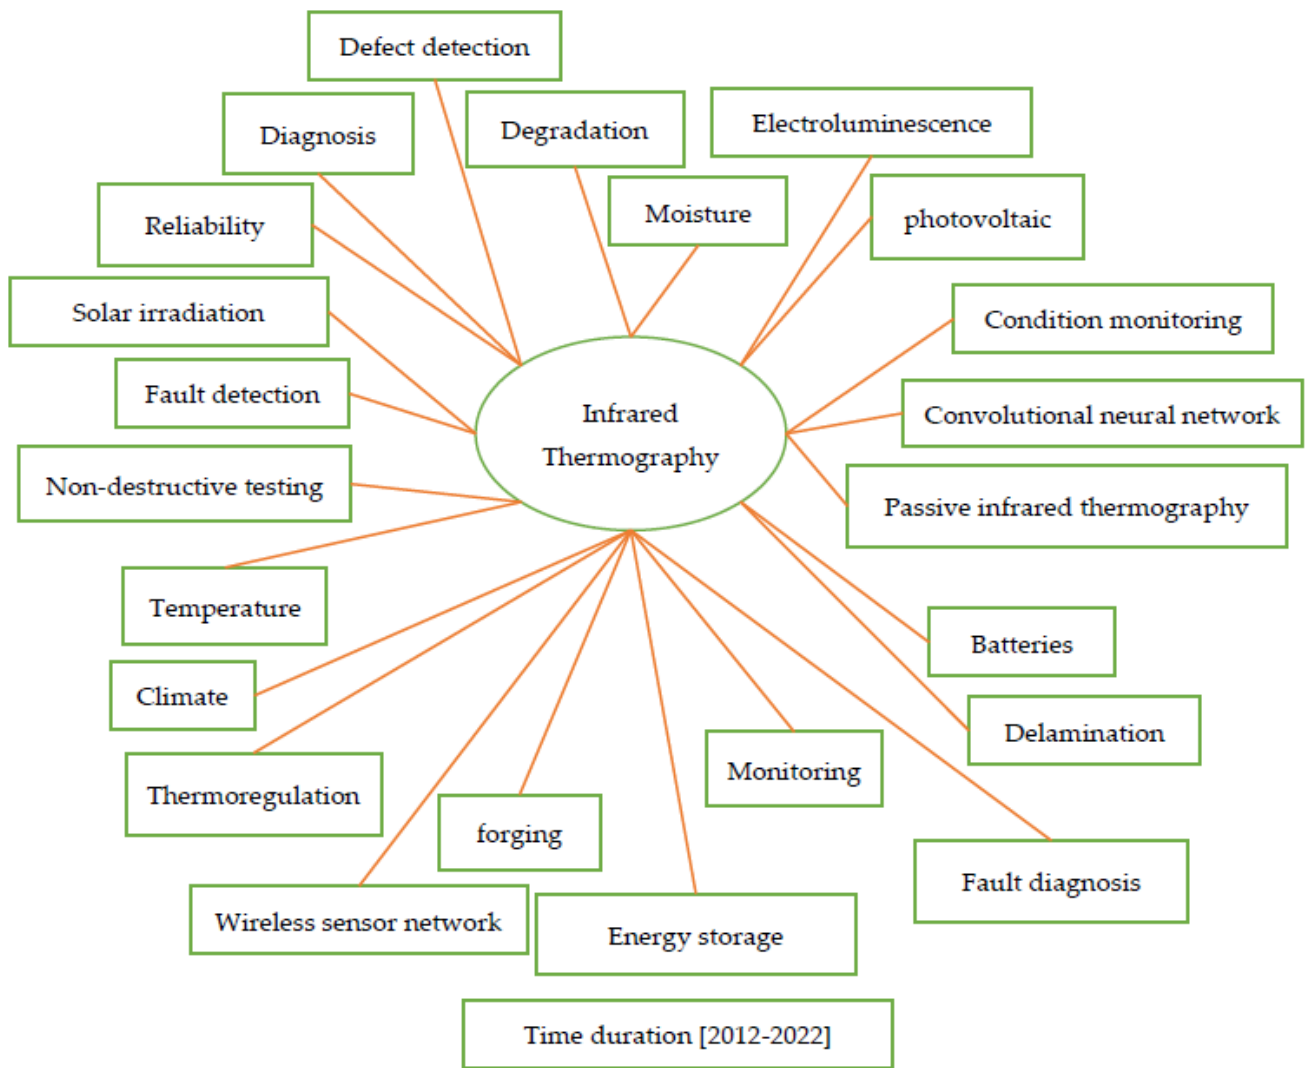 Defect detection
Diagnosis
Degradation
Electroluminescence
Reliability
Moisture
photovoltaic
Solar irradiation
Condition monitoring
Fault detection
Infrared
Thermography
Convolutional neural network
Non-destructive testing
Passive infrared thermography
Temperature
Batteries
Climate
Delamination
Thermoregulation
Monitoring
forging
Fault diagnosis
Wireless sensor network
Energy storage
Time duration [2012-2022]